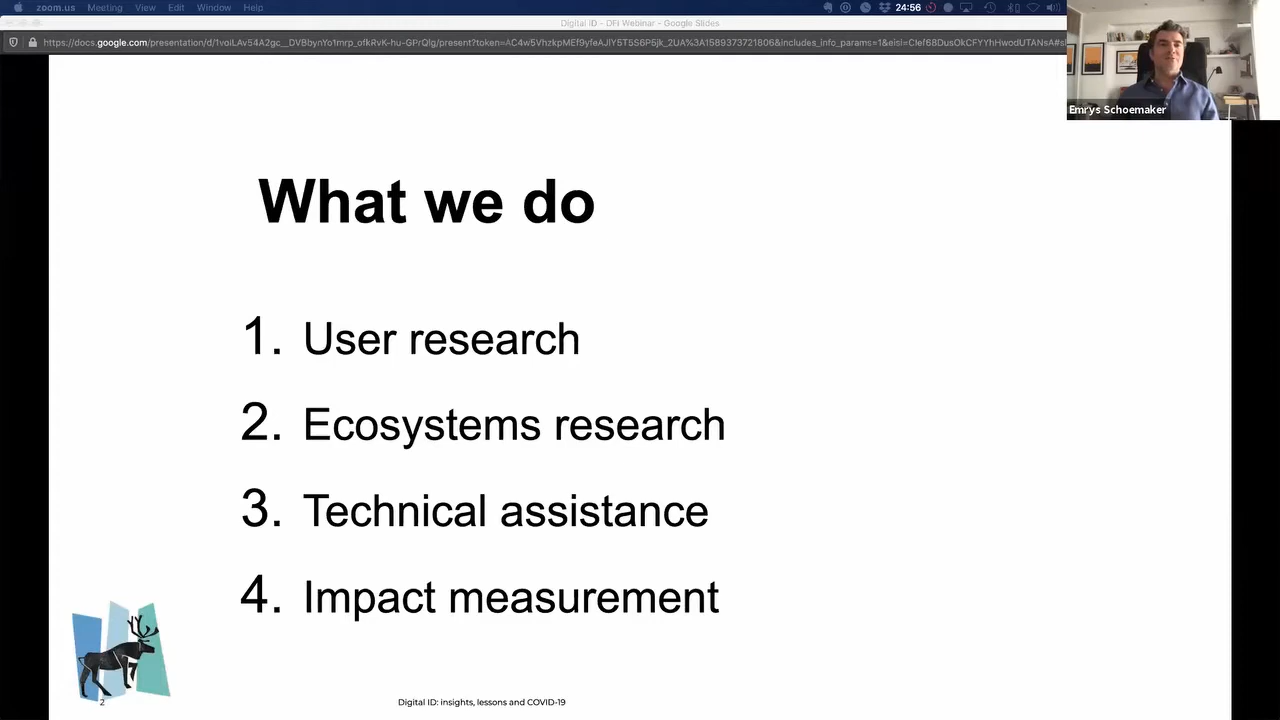 zoom.us Meeting View Edit Window Help 24:56
Digital ID - DFI Webinar - Google Slides
Emrys Schoemaker
What we do
1. User research
2. Ecosystems research
3. Technical assistance
4. Impact measurement
2
Digital ID: insights, lessons and COVID-19